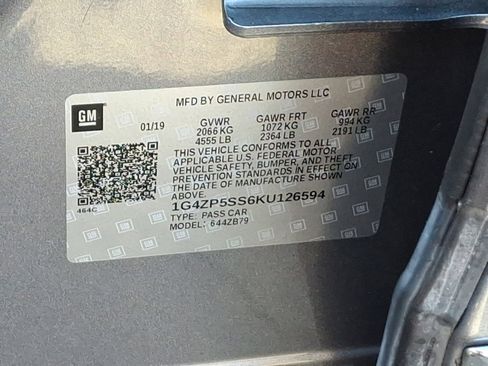 MFD BY GENERAL MOTORS LLC
GM
01/19 GVWR GAWR FRT GAWR RR
2066 KG 1072 KG 994 KG
4555 LB 2364 LB 2191 LB
THIS VEHICLE CONFORMS TO ALL
APPLICABLE U.S. FEDERAL MOTOR
VEHICLE SAFETY, BUMPER, AND THEFT
PREVENTION STANDARDS IN EFFECT ON
THE DATE OF MANUFACTURE SHOWN
ABOVE.
464C
1G4ZP5SS6KU126594
TYPE: PASS CAR
MODEL: 644ZB79